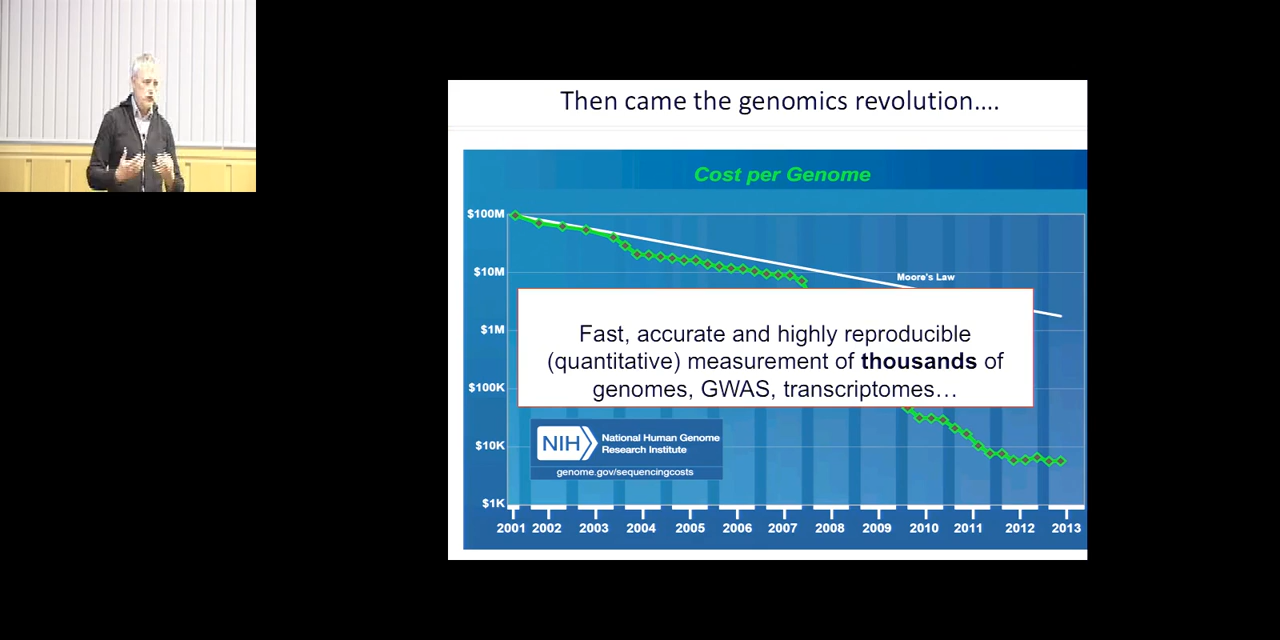 Then came the genomics revolution....
Cost per Genome
$100M
$10M
$1M
$100K
$10K
$1K
Moore's Law
Fast, accurate and highly reproducible
(quantitative) measurement of thousands of
genomes, GWAS, transcriptomes…
NIH
National Human Genome
Research Institute
genome.gov/sequencingcosts
2001 2002 2003 2004 2005 2006 2007 2008 2009 2010 2011 2012 2013